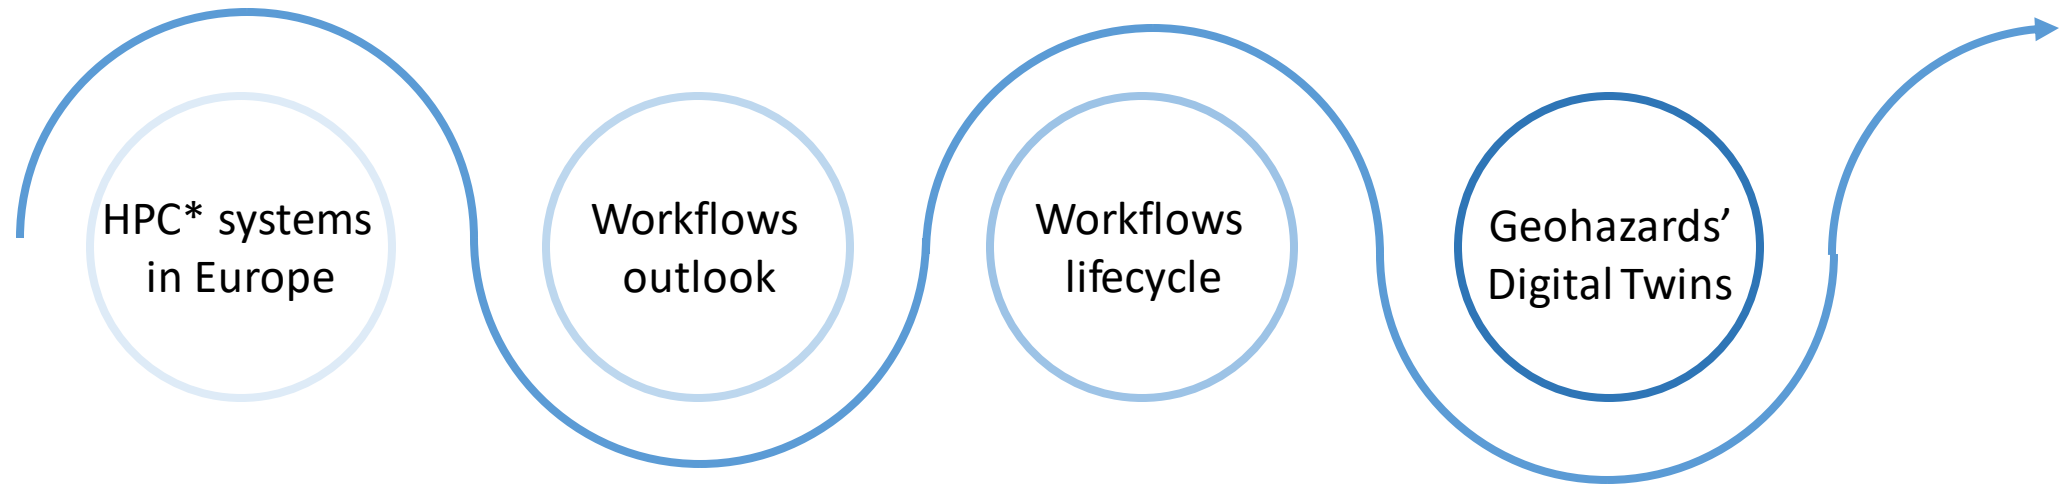 HPC* systems
in Europe
Workflows
outlook
Workflows
lifecycle
Geohazards’
Digital Twins